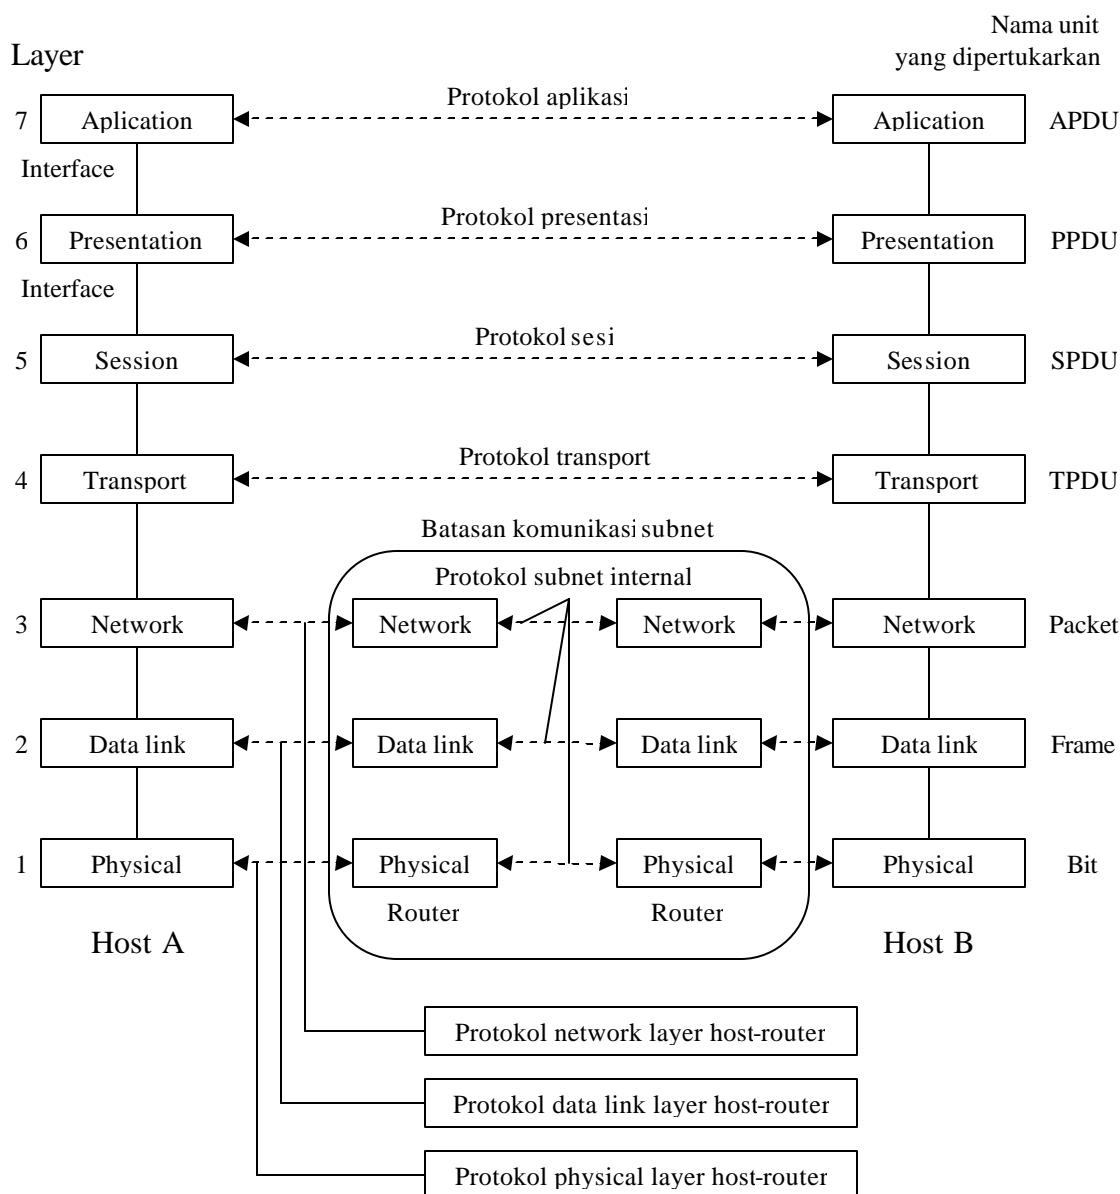 Nama unit
Layer
yang dipertukarkan
Protokol aplikasi
7 Aplication Aplication APDU
Interface
Protokol presentasi
6 Presentation Presentation PPDU
Interface
Protokol sesi
5 Session Session SPDU
Protokol transport
4 Transport Transport TPDU
Batasan komunikasi subnet
Protokol subnet internal
3 Network Network Network Network Packet
2 Data link Data link Data link Data link Frame
1 Physical Physical Physical Physical Bit
Router Router
Host A Host B
Protokol network layer host-router
Protokol data link layer host-router
Protokol physical layer host-router